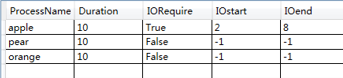 ProcessName Duration IORequire IOstart IOend
apple 10 True 2 8
pear 10 False -1 -1
orange 10 False -1 -1